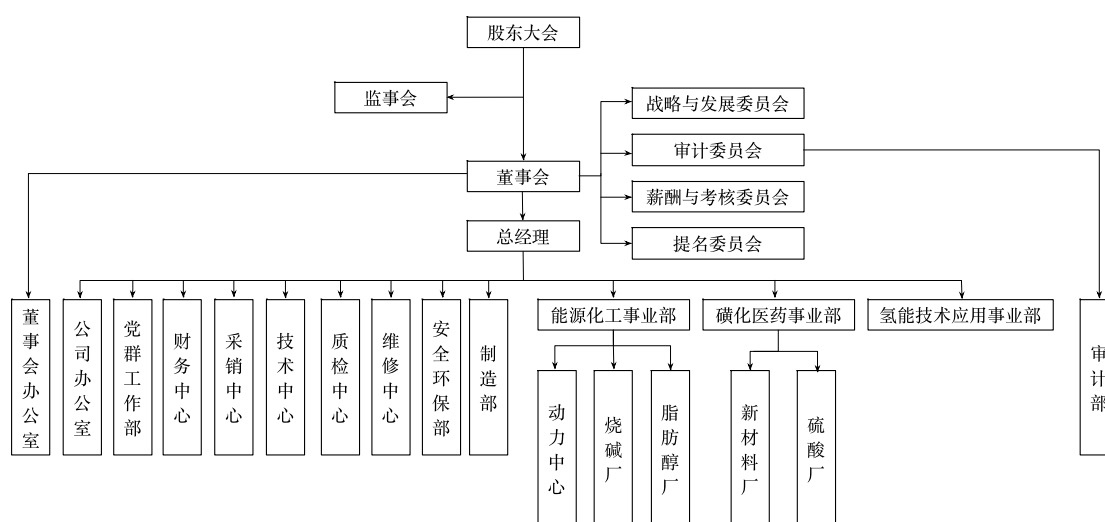 股东大会
监事会
战略与发展委员会
审计委员会
董事会
薪酬与考核委员会
总经理
提名委员会
董事会办公室
公司办公室
党群工作部
财务中心
采销中心
技术中心
质检中心
维修中心
安全环保部
制造部
能源化工事业部
磺化医药事业部
氢能技术应用事业部
审计部
动力中心
烧碱厂
脂肪醇厂
新材料厂
硫酸厂